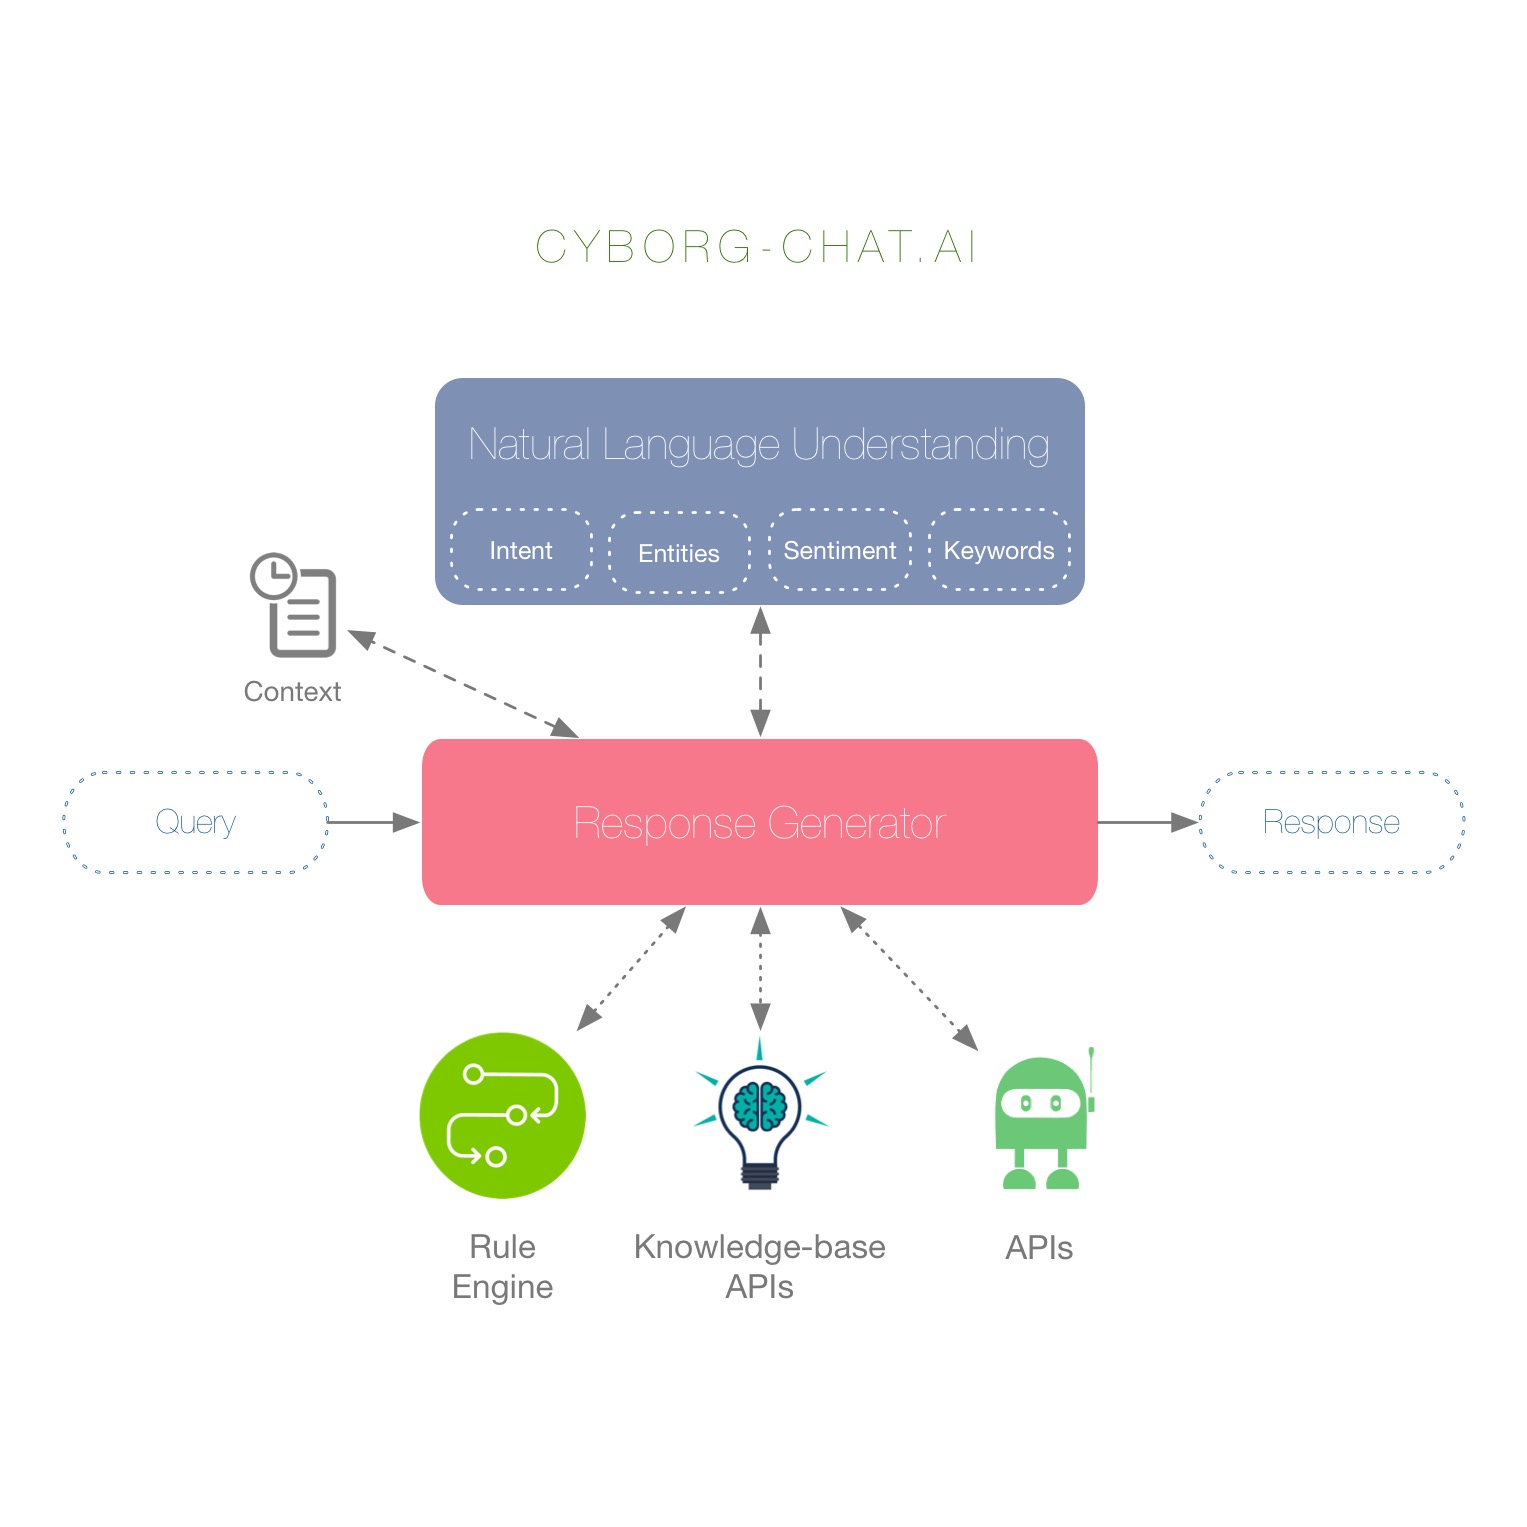 CYBORG-CHAT.AI
Natural Language Understanding
Intent
Entities
Sentiment
Keywords
Context
Query
Response Generator
Response
Rule
Engine
Knowledge-base
APIs
APIs